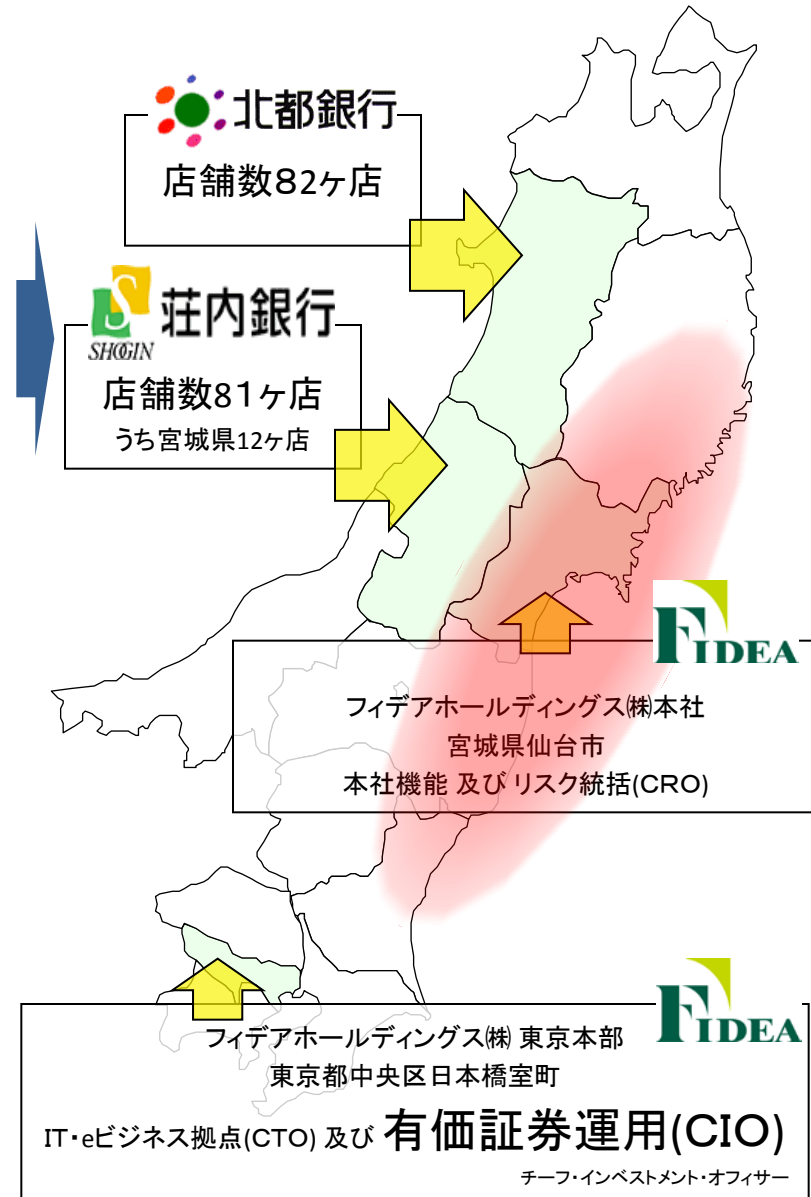 北都銀行
店舗数82ヶ店
S
SHOGIN
荘内銀行
店舗数81ヶ店
うち宮城県12ヶ店
FIDEA
フィデアホールディングス㈱本社
宮城県仙台市
本社機能 及び リスク統括(CRO)
FIDEA
フィデアホールディングス㈱ 東京本部
東京都中央区日本橋室町
IT・eビジネス拠点(CTO) 及び 有価証券運用(CIO)
チーフ・インベストメント・オフィサー